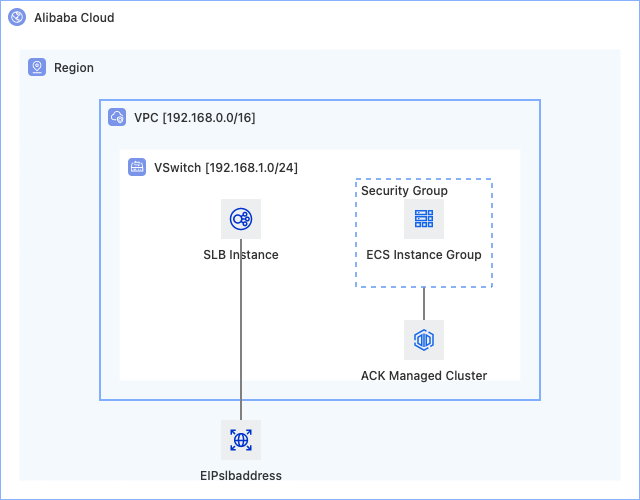 Alibaba Cloud
Region
VPC [192.168.0.0/16]
VSwitch [192.168.1.0/24]
Security Group
SLB Instance
ECS Instance Group
ACK Managed Cluster
EIPslbaddress